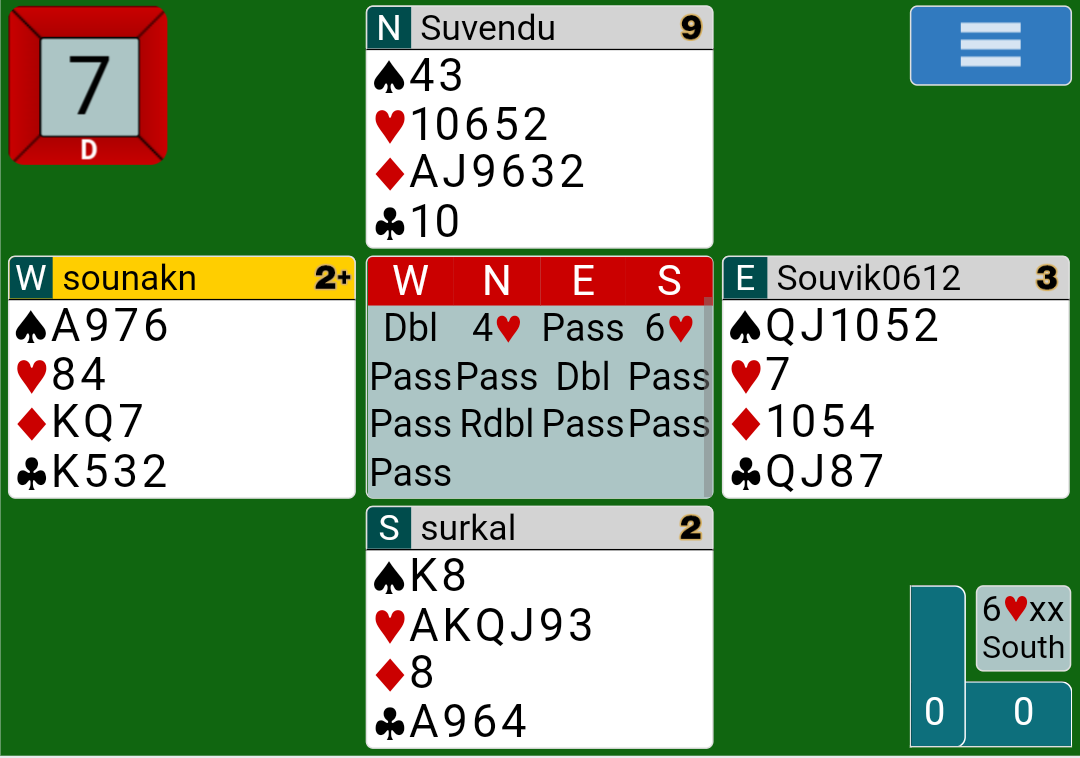 7
D
N Suvendu 9
♠43
♥10652
♦AJ9632
♣10
W sounakn 2+
♠A976
♥84
♦KQ7
♣K532
W N E S
Dbl 4♥ Pass 6♥
Pass Pass Dbl Pass
Pass Rdbl Pass Pass
Pass
E Souvik0612 3
♠QJ1052
♥7
♦1054
♣QJ87
S surkal 2
♠K8
♥AKQJ93
♦8
♣A964
6♥xx
South
0 0